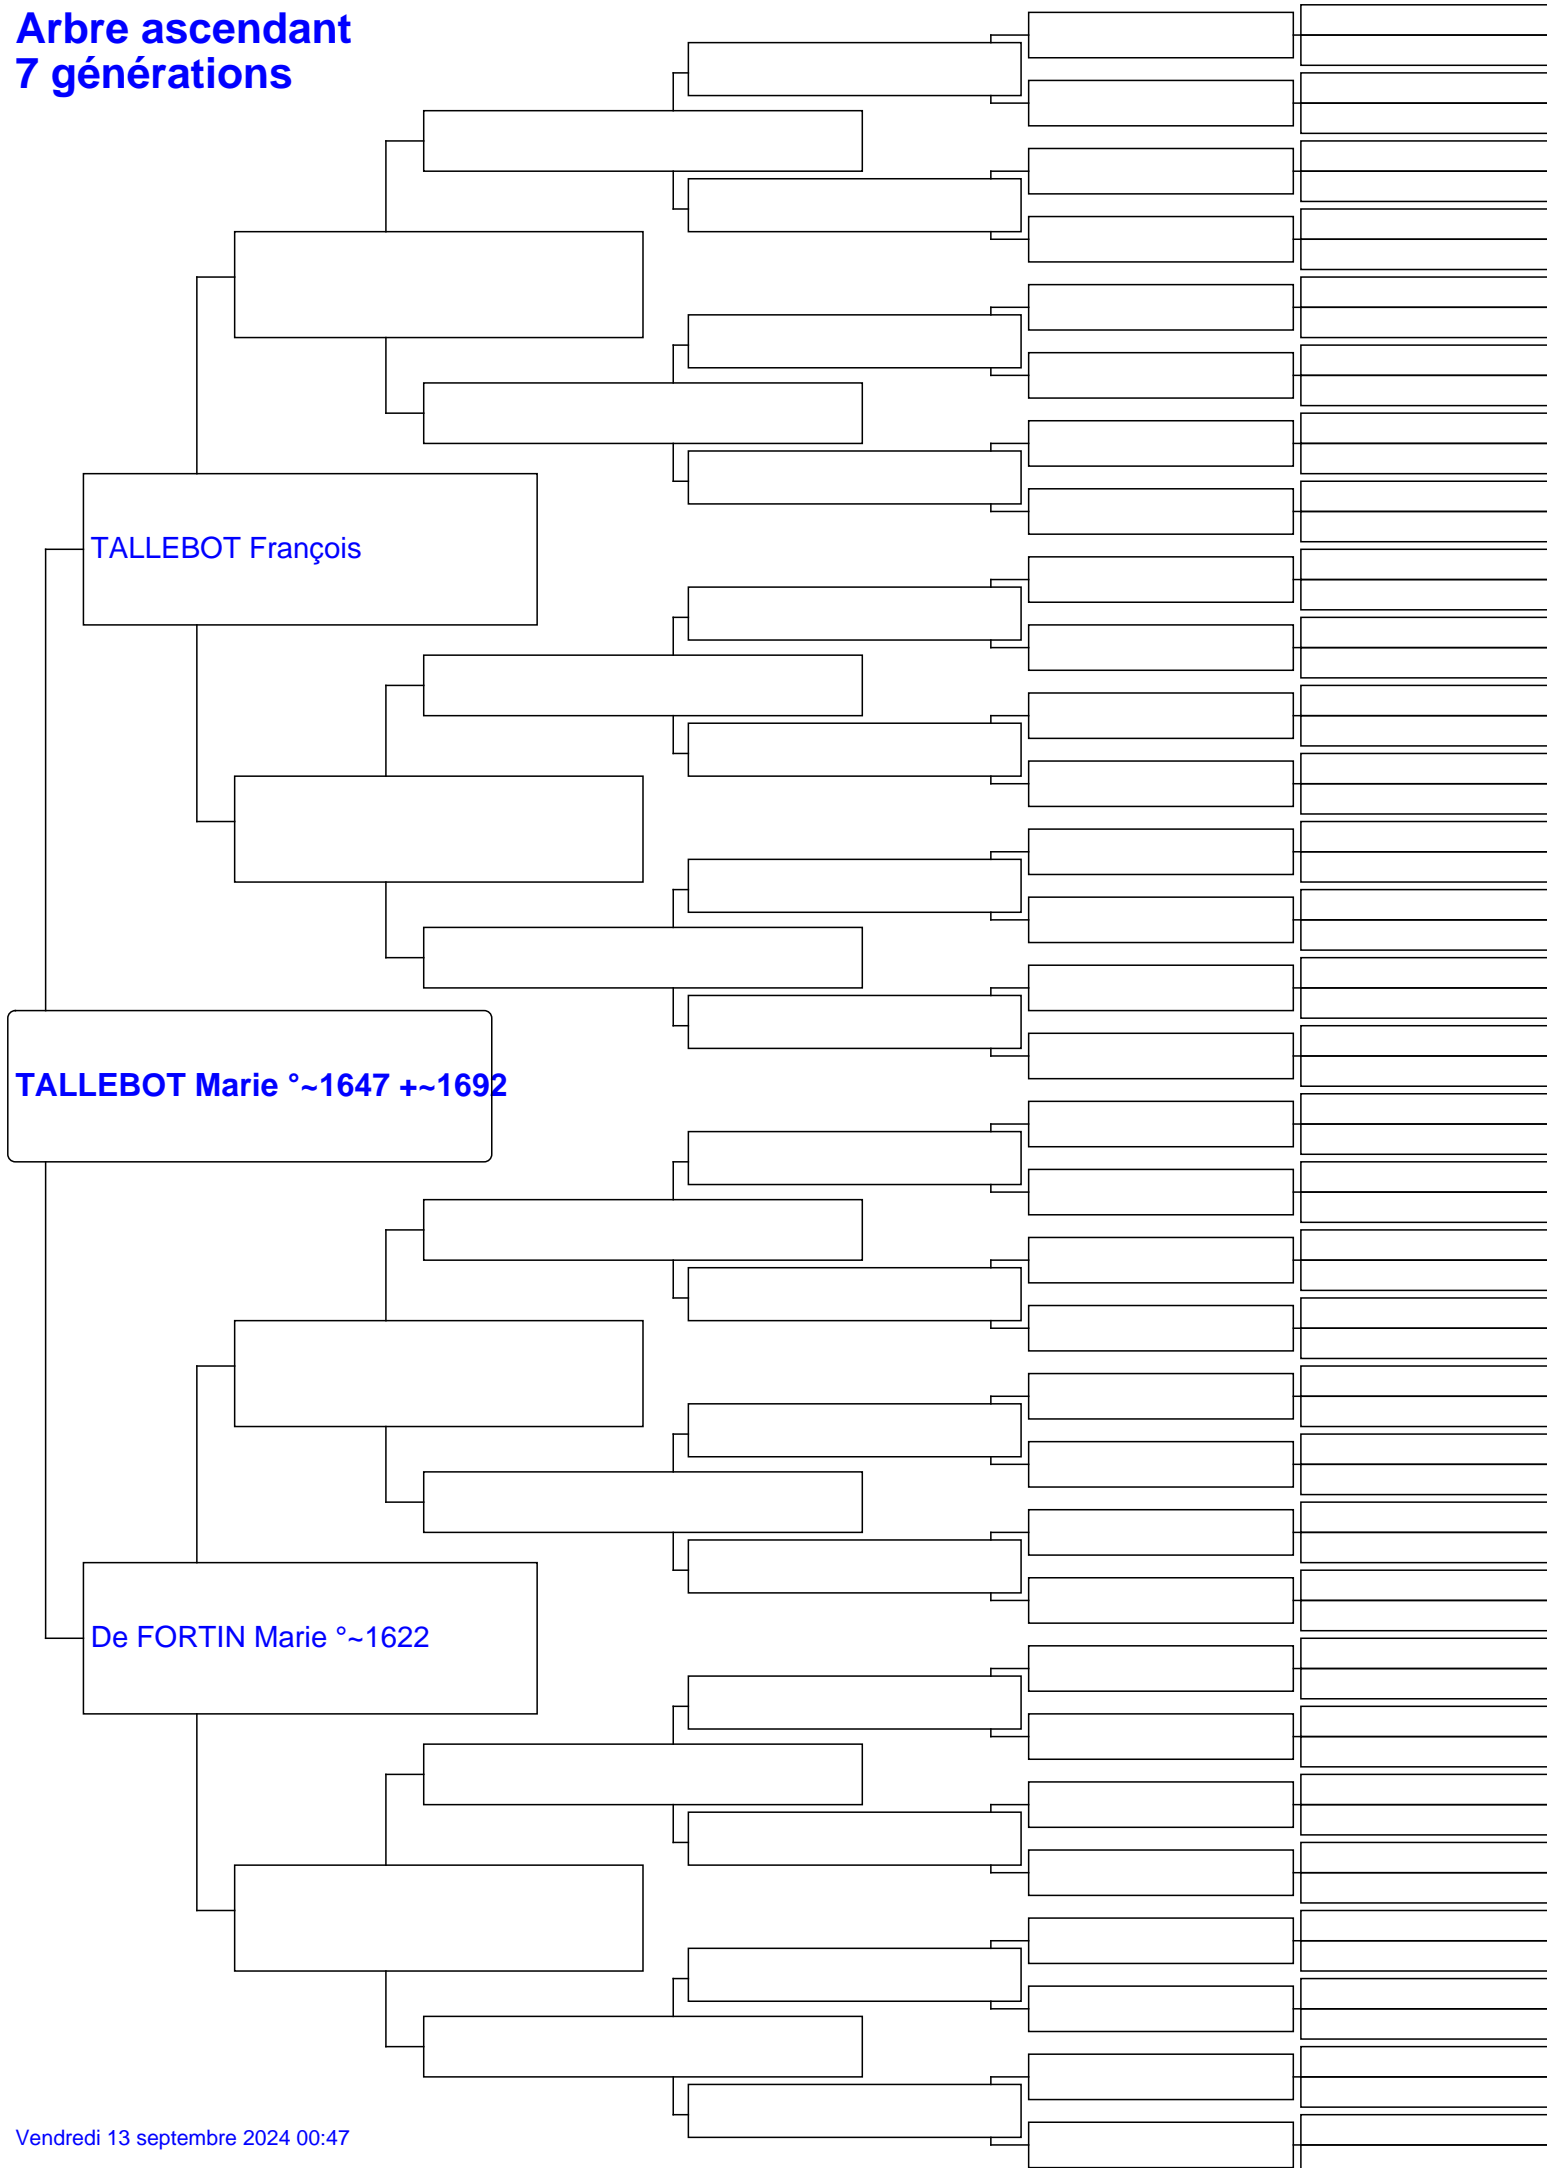 Arbre ascendant
7 générations
TALLEBOT François
TALLEBOT Marie °~1647 +~1692
De FORTIN Marie °~1622
Vendredi 13 septembre 2024 00:47